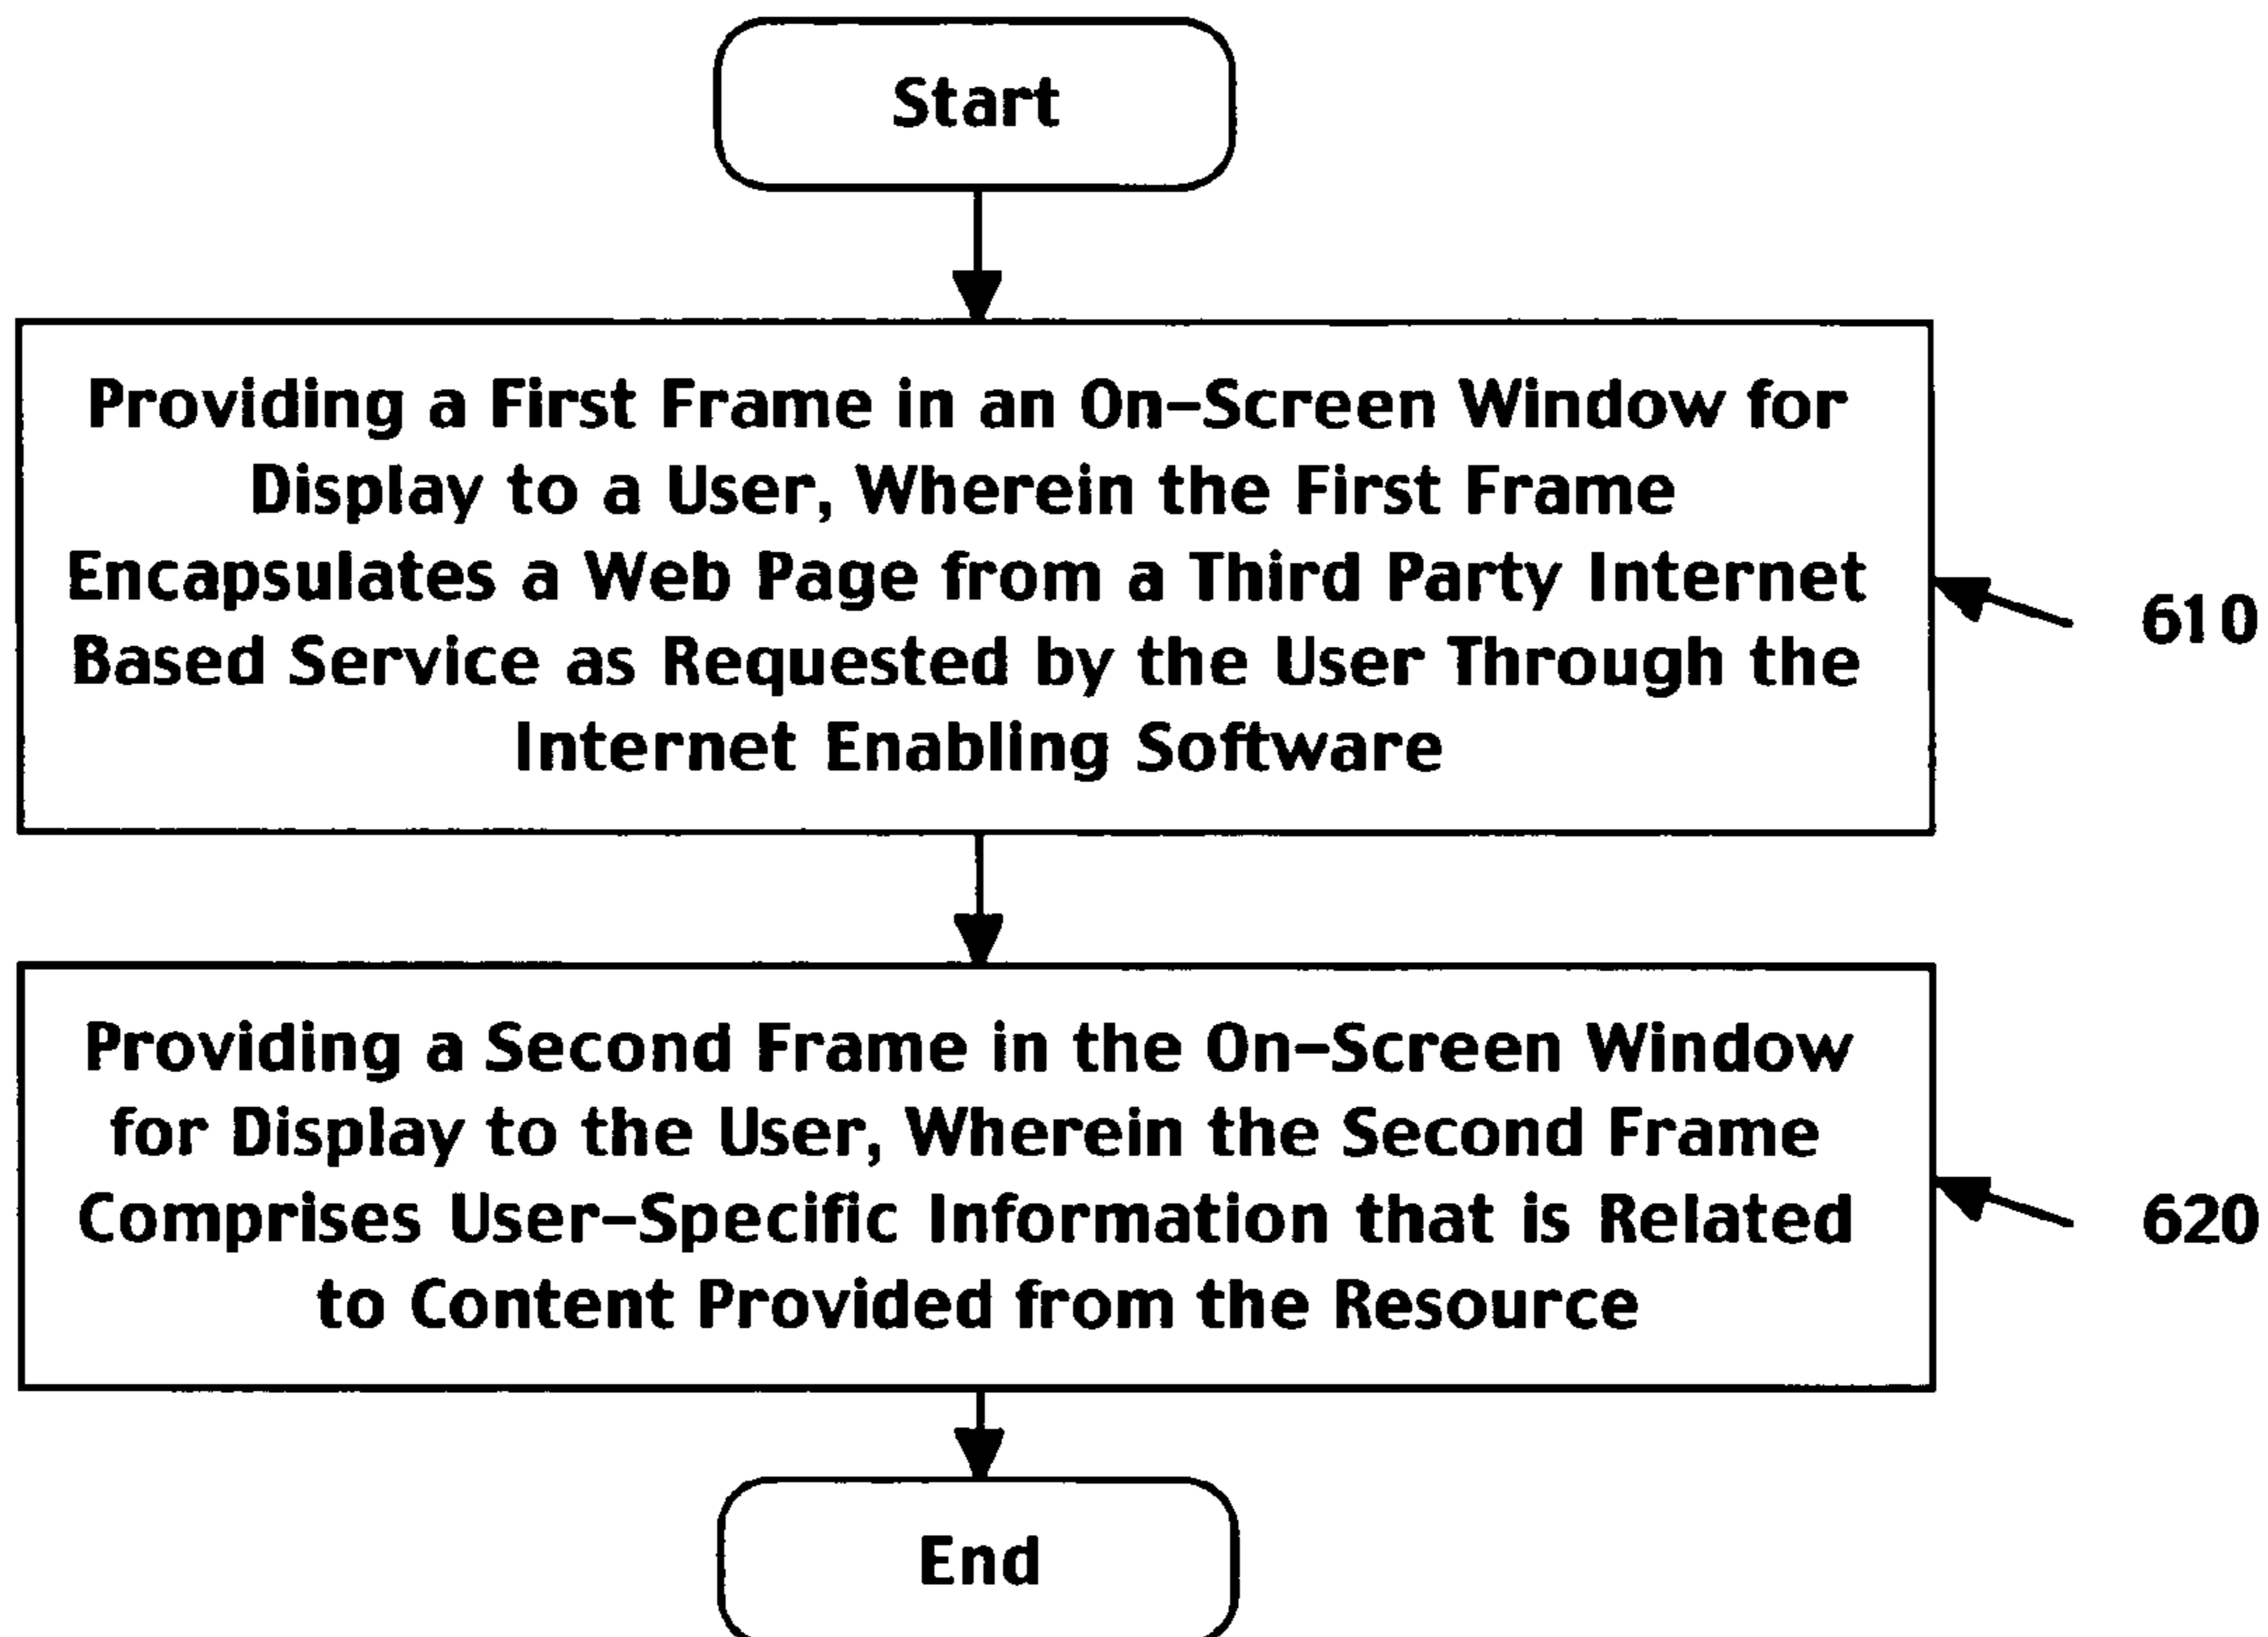 Start
Providing a First Frame in an On-Screen Window for
Display to a User, Wherein the First Frame
Encapsulates a Web Page from a Third Party Internet
Based Service as Requested by the User Through the
Internet Enabling Software
610
Providing a Second Frame in the On-Screen Window
for Display to the User, Wherein the Second Frame
Comprises User-Specific Information that is Related
to Content Provided from the Resource
620
End